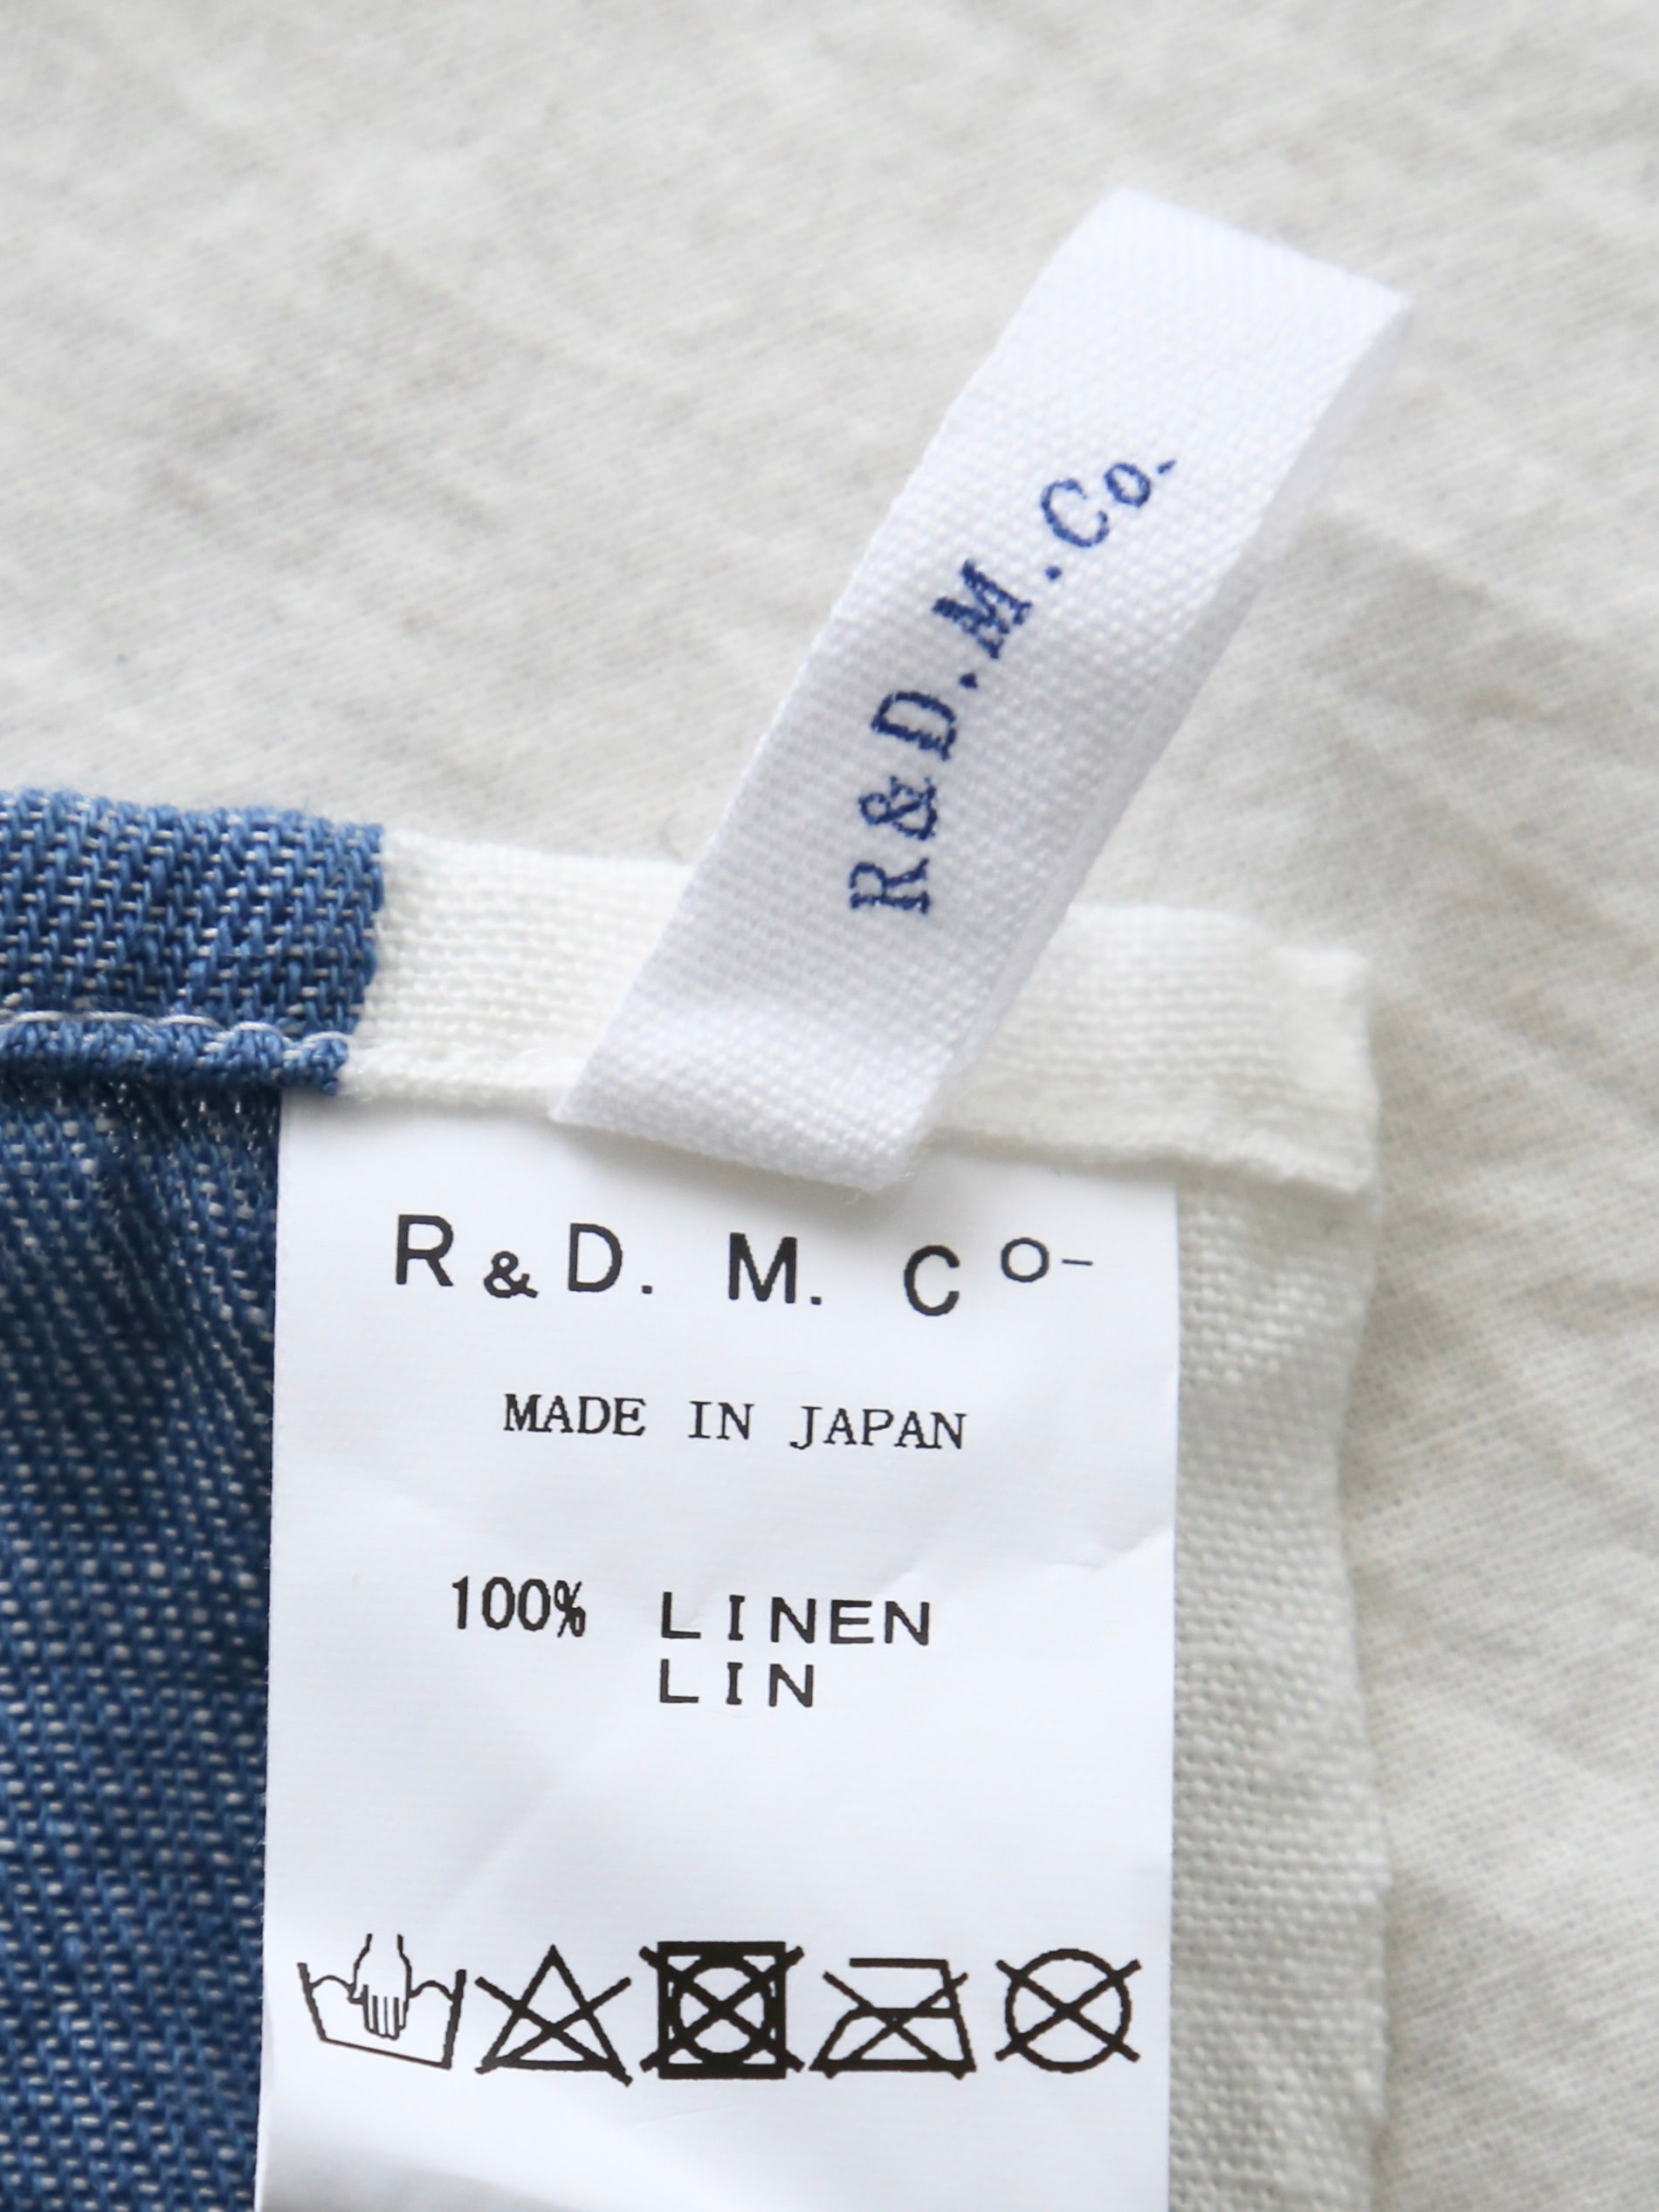 R&D.M.Co.
R&D. M. Co-
MADE IN JAPAN
100% LINEN
LIN